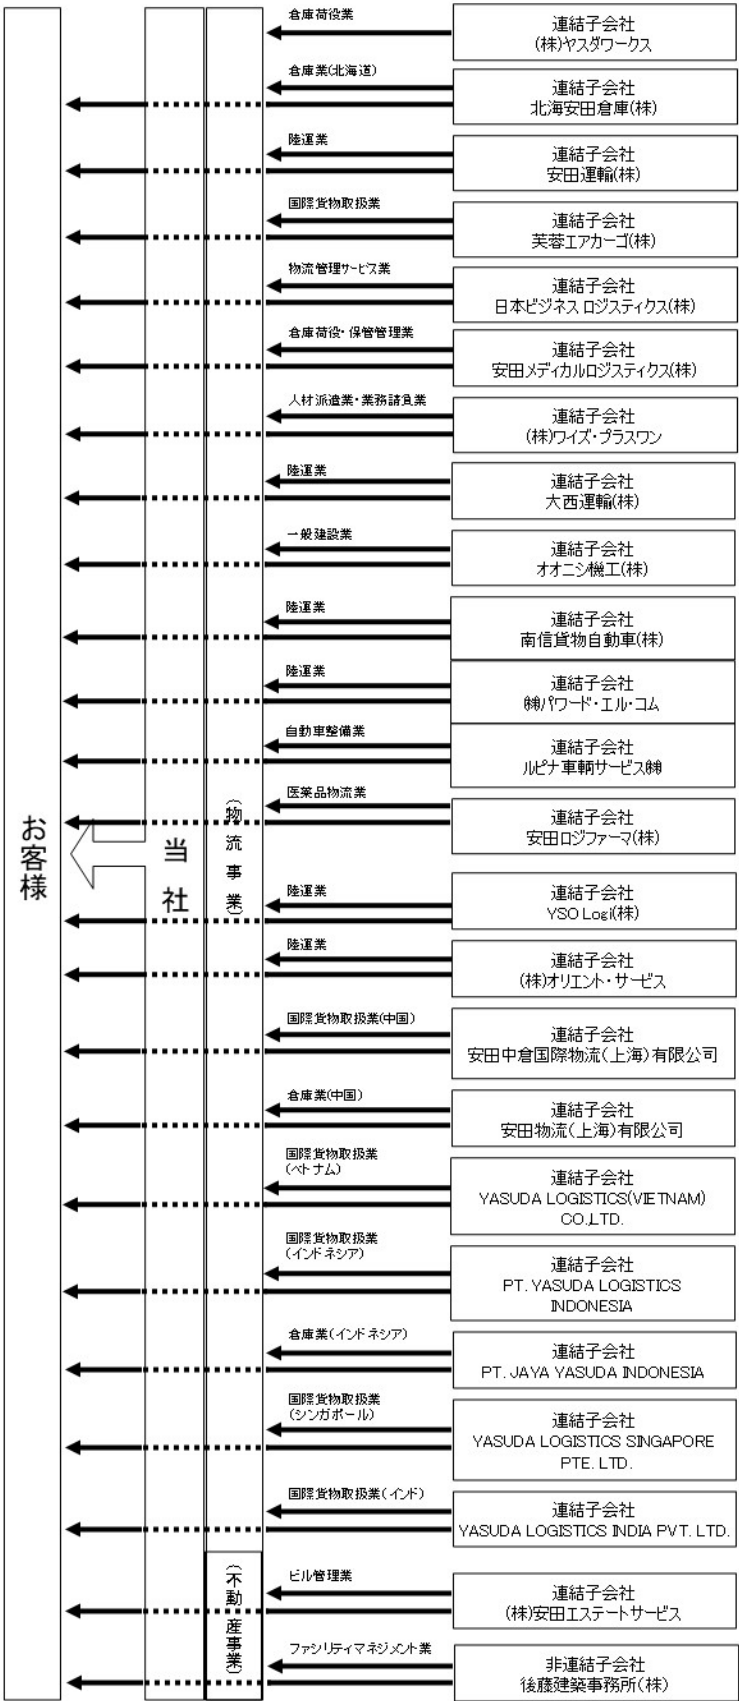 倉庫荷役業
連結子会社
(株)ヤスダワークス
倉庫業(北海道)
連結子会社
北海安田倉庫(株)
陸運業
連結子会社
安田運輸(株)
国際貨物取扱業
連結子会社
芙蓉エアカーゴ(株)
物流管理サービス業
連結子会社
日本ビジネス ロジスティクス(株)
倉庫荷役・保管管理業
連結子会社
安田メディカルロジスティクス(株)
人材派遣業・業務請負業
連結子会社
(株)ワイズ・プラスワン
陸運業
連結子会社
大西運輸(株)
一般建設業
連結子会社
オオニシ機工(株)
陸運業
連結子会社
南信貨物自動車(株)
陸運業
連結子会社
㈱パワード・エル・コム
自動車整備業
連結子会社
ルピナ車輌サービス㈱
医薬品物流業
連結子会社
安田ロジファーマ(株)
お客様
当社
(物流事業)
陸運業
連結子会社
YSO Logi(株)
陸運業
連結子会社
(株)オリエント・サービス
国際貨物取扱業(中国)
連結子会社
安田中倉国際物流(上海)有限公司
倉庫業(中国)
連結子会社
安田物流(上海)有限公司
国際貨物取扱業
(ベトナム)
連結子会社
YASUDA LOGISTICS(VIETNAM)
CO.,LTD.
国際貨物取扱業
(インドネシア)
連結子会社
PT. YASUDA LOGISTICS
INDONESIA
倉庫業(インドネシア)
連結子会社
PT. JAYA YASUDA INDONESIA
国際貨物取扱業
(シンガポール)
連結子会社
YASUDA LOGISTICS SINGAPORE
PTE. LTD.
国際貨物取扱業(インド)
連結子会社
YASUDA LOGISTICS INDIA PVT. LTD.
(不動産事業)
ビル管理業
連結子会社
(株)安田エステートサービス
ファシリティマネジメント業
非連結子会社
後藤建築事務所(株)